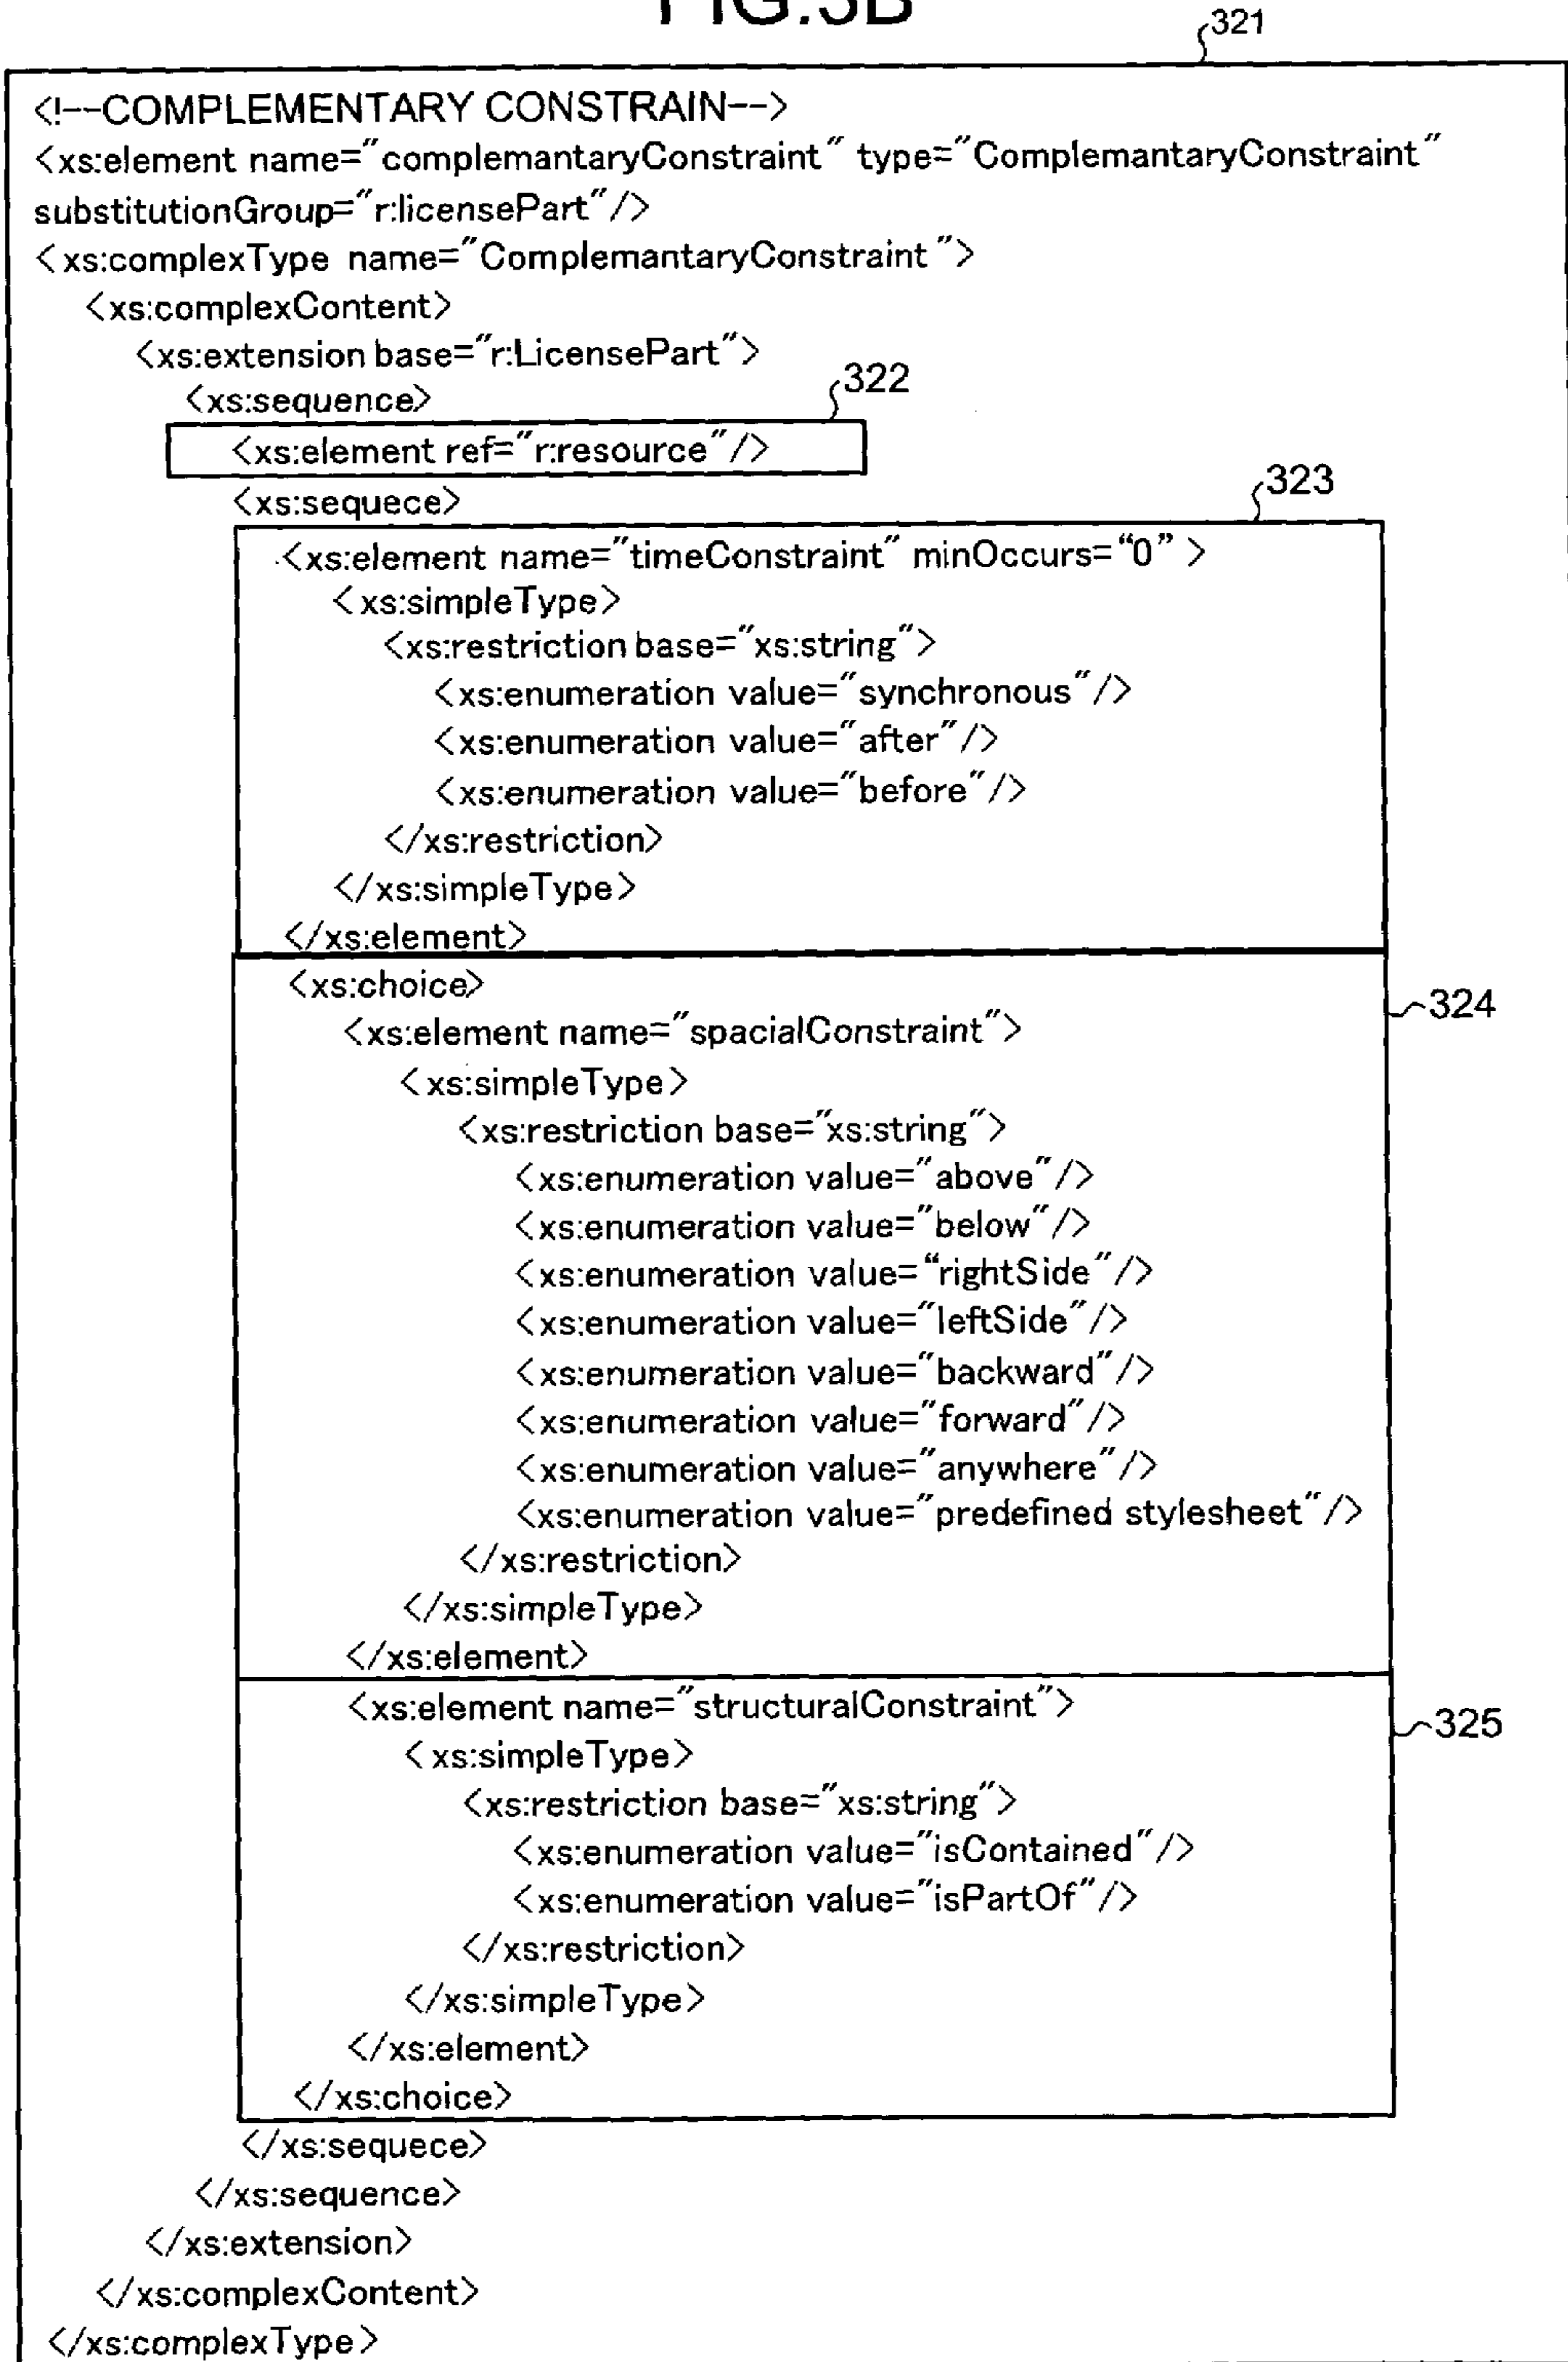 FIG.3B
321
<!--COMPLEMENTARY CONSTRAIN-->
<xs:element name="complemantaryConstraint" type="ComplemantaryConstraint"
substitutionGroup="r:licensePart"/>
<xs:complexType name="ComplemantaryConstraint">
<xs:complexContent>
<xs:extension base="r:LicensePart">
<xs:sequence>
322
<xs:element ref="r:resource"/>
<xs:sequece>
323
<xs:element name="timeConstraint" minOccurs="0" >
<xs:simpleType>
<xs:restriction base="xs:string">
<xs:enumeration value="synchronous"/>
<xs:enumeration value="after"/>
<xs:enumeration value="before"/>
</xs:restriction>
</xs:simpleType>
</xs:element>
<xs:choice>
324
<xs:element name="spacialConstraint">
<xs:simpleType>
<xs:restriction base="xs:string">
<xs:enumeration value="above"/>
<xs:enumeration value="below"/>
<xs:enumeration value="rightSide"/>
<xs:enumeration value="leftSide"/>
<xs:enumeration value="backward"/>
<xs:enumeration value="forward"/>
<xs:enumeration value="anywhere"/>
<xs:enumeration value="predefined stylesheet"/>
</xs:restriction>
</xs:simpleType>
</xs:element>
<xs:element name="structuralConstraint">
325
<xs:simpleType>
<xs:restriction base="xs:string">
<xs:enumeration value="isContained"/>
<xs:enumeration value="isPartOf"/>
</xs:restriction>
</xs:simpleType>
</xs:element>
</xs:choice>
</xs:sequece>
</xs:sequence>
</xs:extension>
</xs:complexContent>
</xs:complexType>